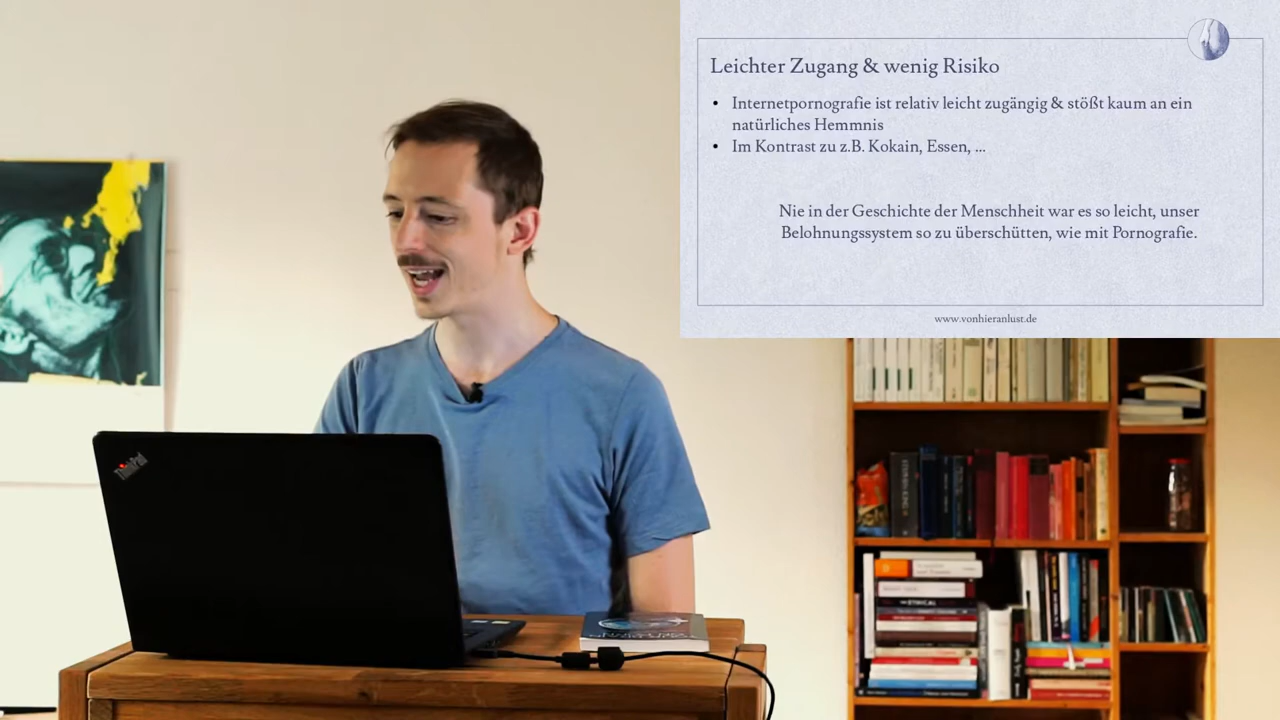 Leichter Zugang & wenig Risiko
• Internetpornografie ist relativ leicht zugängig & stößt kaum an ein
natürliches Hemmnis
• Im Kontrast zu z.B. Kokain, Essen, ...
Nie in der Geschichte der Menschheit war es so leicht, unser
Belohnungssystem so zu überschütten, wie mit Pornografie.
www.vonhieranlust.de
ThinkPad